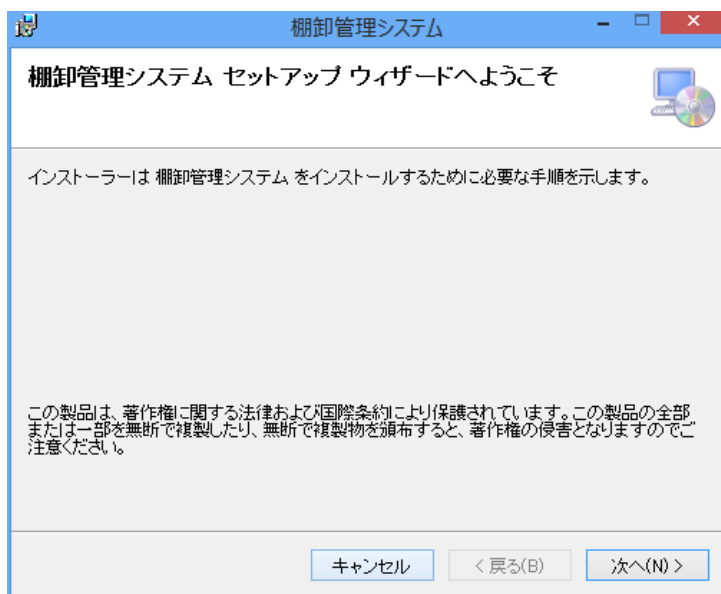 棚卸管理システム
棚卸管理システム セットアップ ウィザードへようこそ
インストーラーは 棚卸管理システム をインストールするために必要な手順を示します。
この製品は、著作権に関する法律および国際条約により保護されています。この製品の全部
または一部を無断で複製したり、無断で複製物を頒布すると、著作権の侵害となりますのでご
注意ください。
キャンセル
< 戻る(B)
次へ(N) >